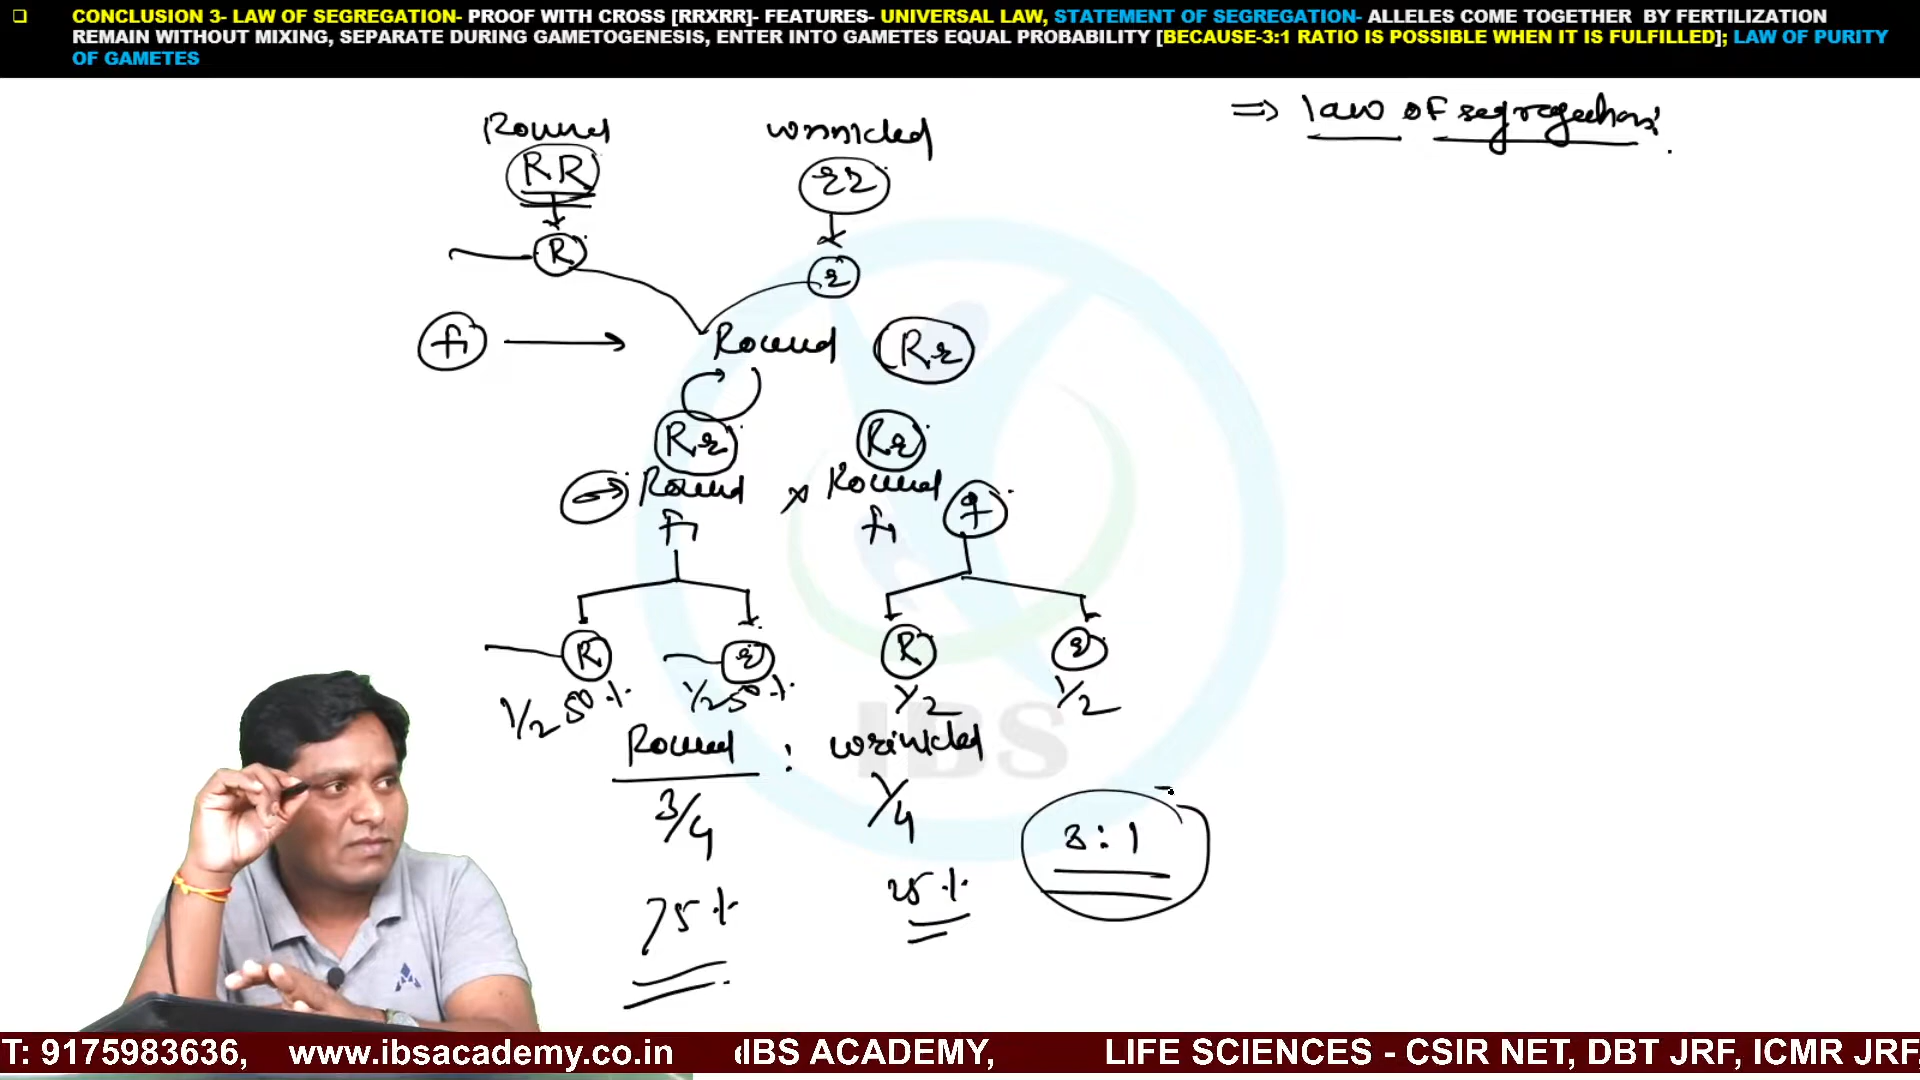 CONCLUSION 3- LAW OF SEGREGATION- PROOF WITH CROSS [RRXRR]- FEATURES- UNIVERSAL LAW, STATEMENT OF SEGREGATION- ALLELES COME TOGETHER BY FERTILIZATION
REMAIN WITHOUT MIXING, SEPARATE DURING GAMETOGENESIS, ENTER INTO GAMETES EQUAL PROBABILITY [BECAUSE-3:1 RATIO IS POSSIBLE WHEN IT IS FULFILLED]; LAW OF PURITY
OF GAMETES
⇒ law of segregation
Round wrinkled
RR rr
R r
f1 → Round Rr
Rr Rr
Round x Round
f1 f1
R r R r
1/2 50% 1/2 50% 1/2 1/2
Round : wrinkled
3/4 1/4
3:1
75% 25%
IBS
T: 9175983636, www.ibsacademy.co.in IBS ACADEMY, LIFE SCIENCES - CSIR NET, DBT JRF, ICMR JRF,